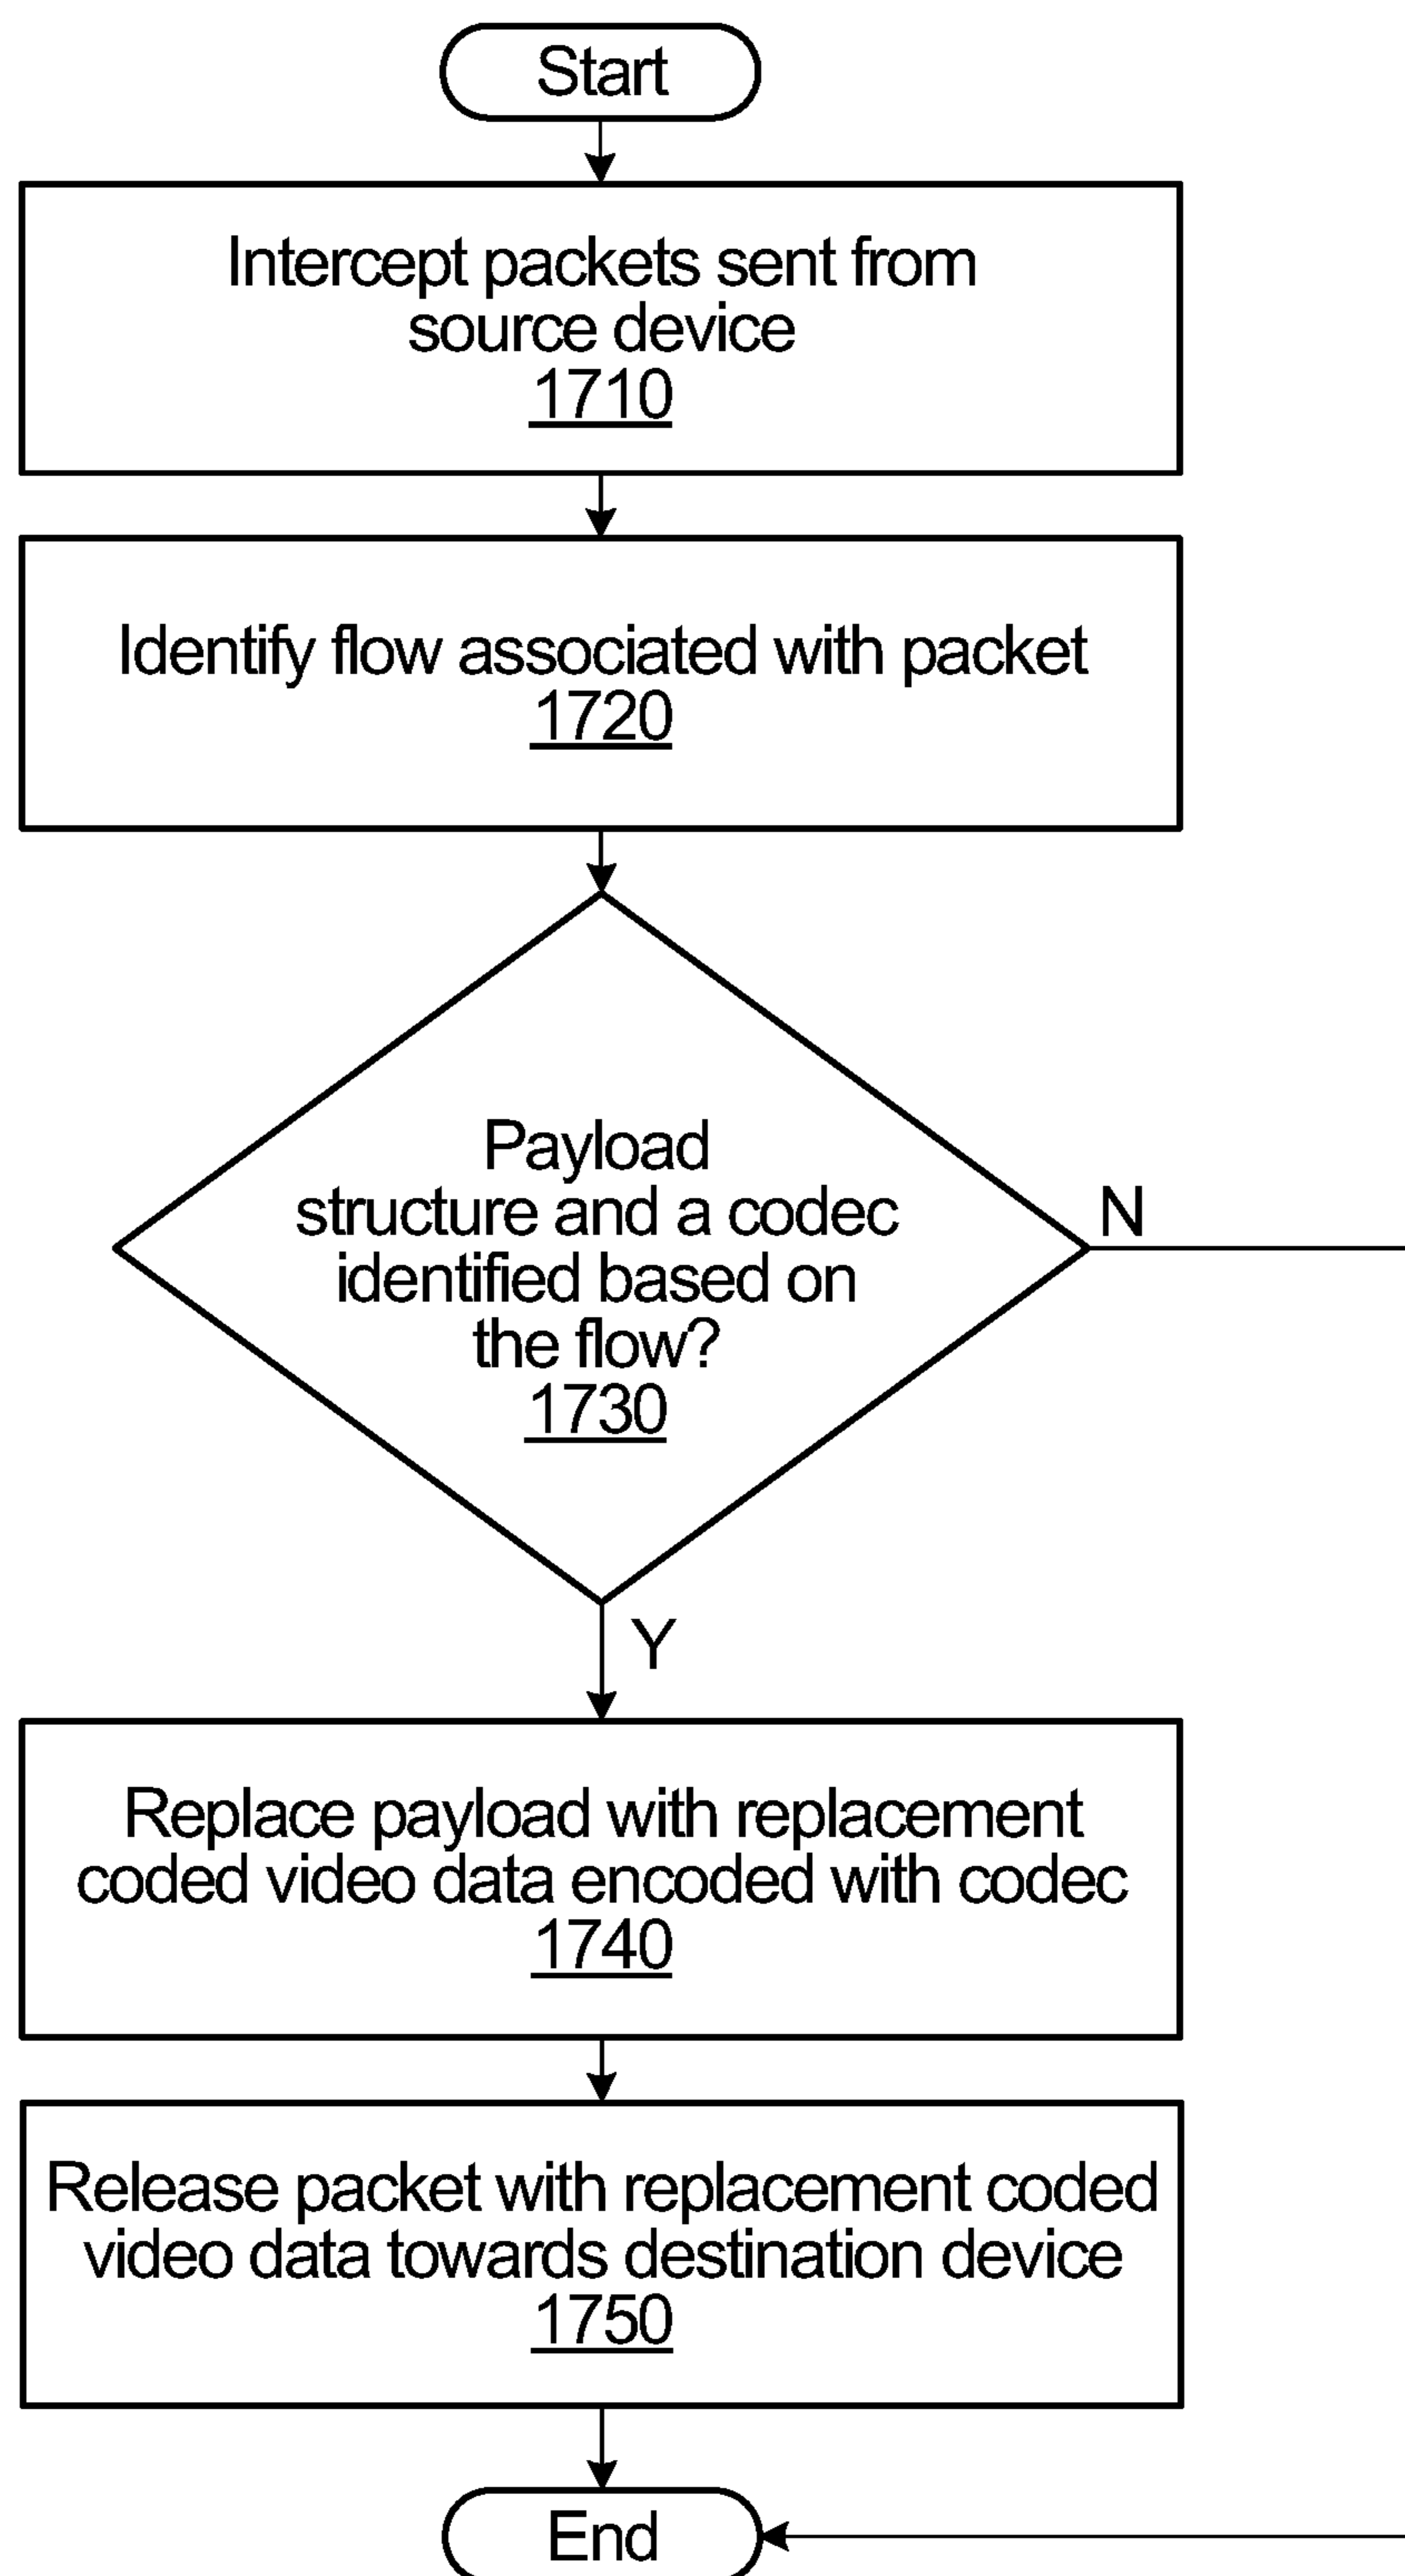 Start
Intercept packets sent from
source device
1710
Identify flow associated with packet
1720
Payload
structure and a codec
identified based on
the flow?
1730
N
Y
Replace payload with replacement
coded video data encoded with codec
1740
Release packet with replacement coded
video data towards destination device
1750
End